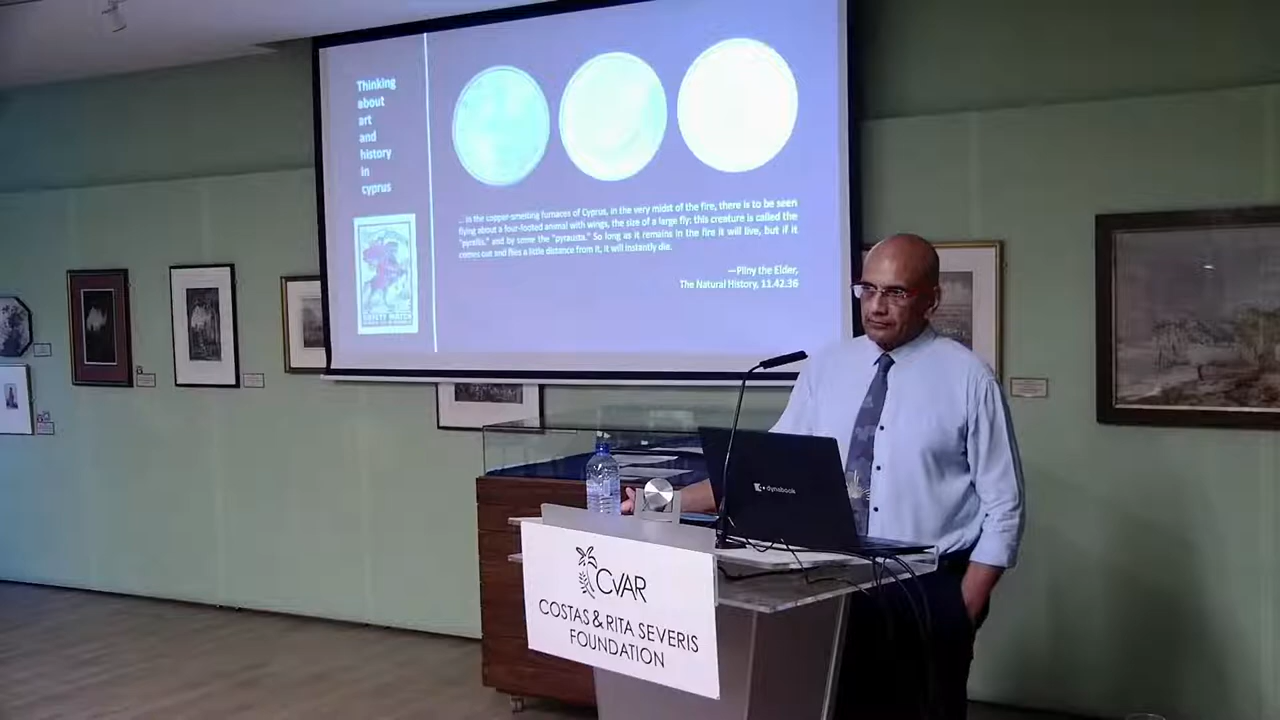 Thinking
about
art
and
history
in
cyprus
... in the copper-smelting furnaces of Cyprus, in the very midst of the fire, there is to be seen
flying about a four-footed animal with wings, the size of a large fly: this creature is called the
"pyrallis," and by some the "pyrausta." So long as it remains in the fire it will live, but if it
comes out and flies a little distance from it, it will instantly die.
—Pliny the Elder,
The Natural History, 11.42.36
SAFETY MATCH
dynabook
CVAR
COSTAS & RITA SEVERIS
FOUNDATION